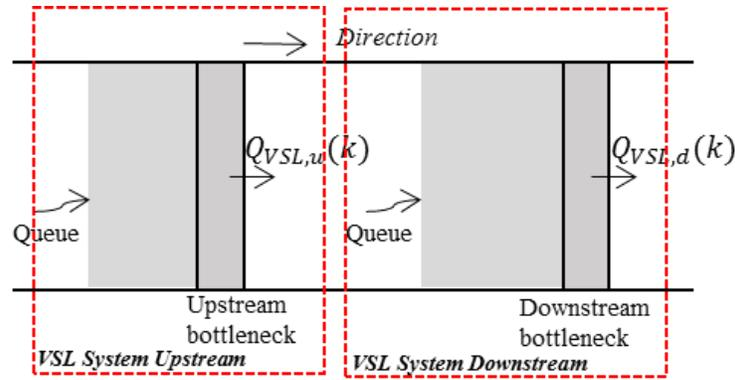 Direction
Q_{VSL,u}(k)
Q_{VSL,d}(k)
Queue
Queue
Upstream
bottleneck
Downstream
bottleneck
VSL System Upstream
VSL System Downstream